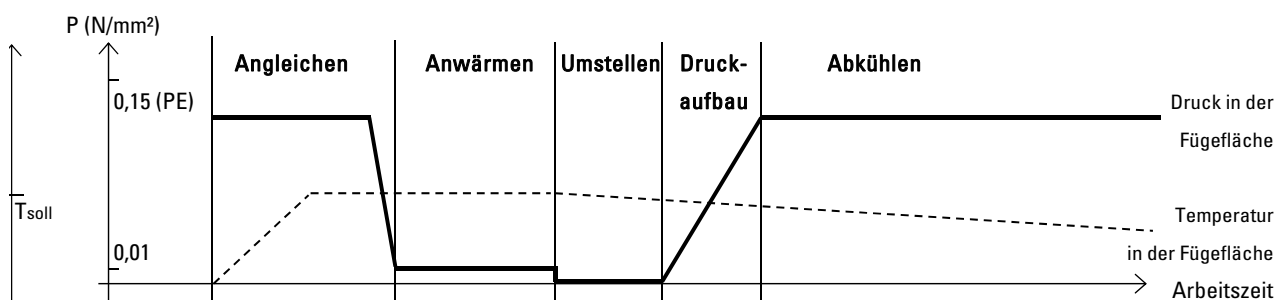 P (N/mm²)
Angleichen
Anwärmen
Umstellen
Druck-
aufbau
Abkühlen
0,15 (PE)
Druck in der
Fügefläche
Tsoll
Temperatur
in der Fügefläche
0,01
Arbeitszeit